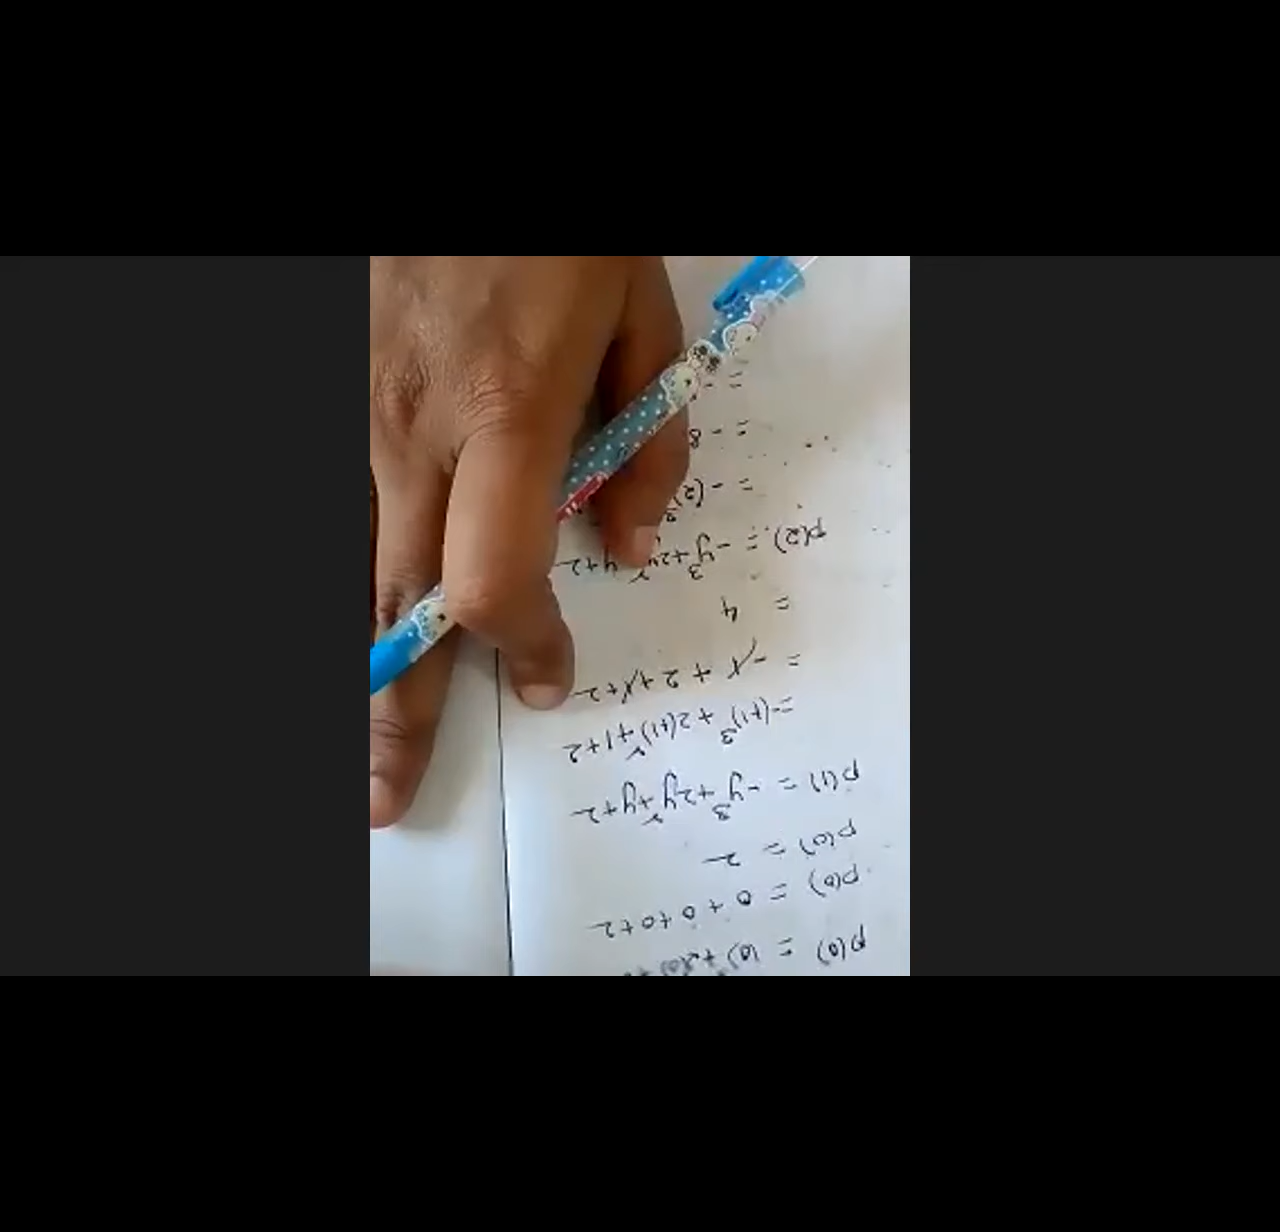 p(0) =
p(0) = 0 + 0 + 0 + 2
p(0) = 2
p(1) = -y³ + 2y² + y + 2
= -(+1)³ + 2(+1)² + 1 + 2
= -1 + 2 + 1 + 2
= 4
p(2) = -y³ + 2y² y + 2
= -(2)³
= -8
= -